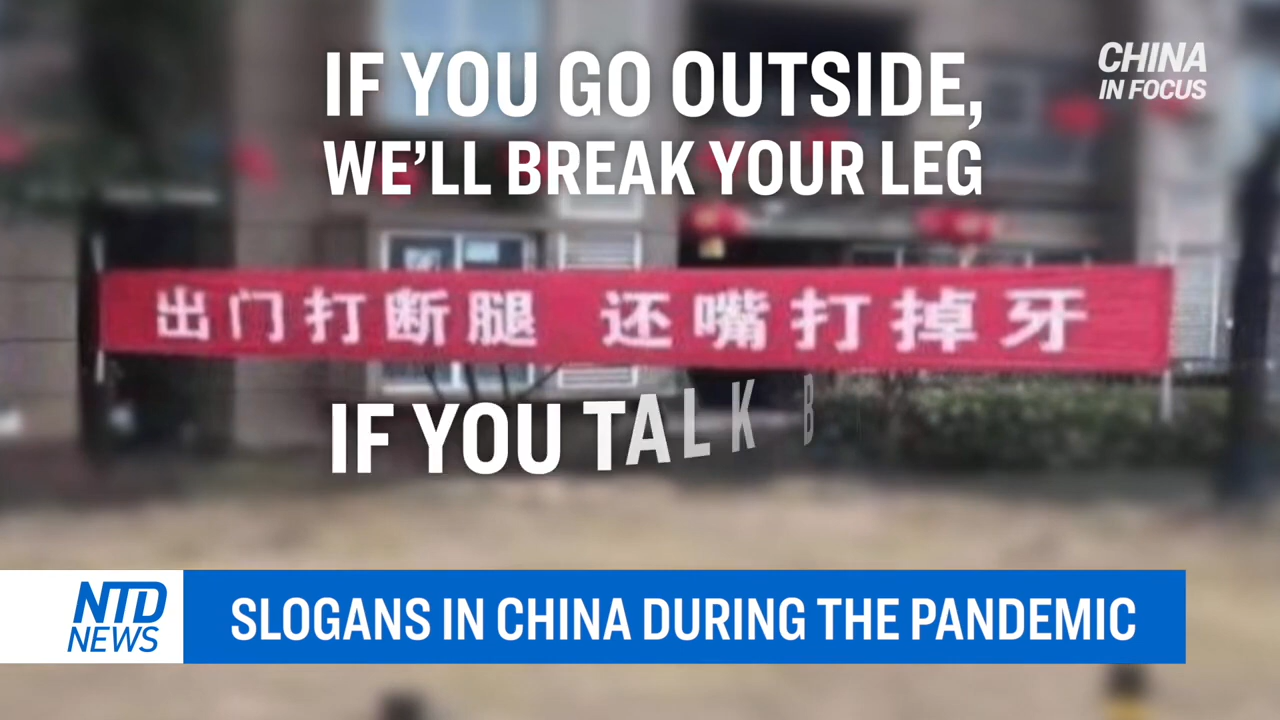 IF YOU GO OUTSIDE,
WE'LL BREAK YOUR LEG
CHINA
IN FOCUS
出门打断腿 还嘴打掉牙
IF YOU TALK B
NTD
NEWS
SLOGANS IN CHINA DURING THE PANDEMIC